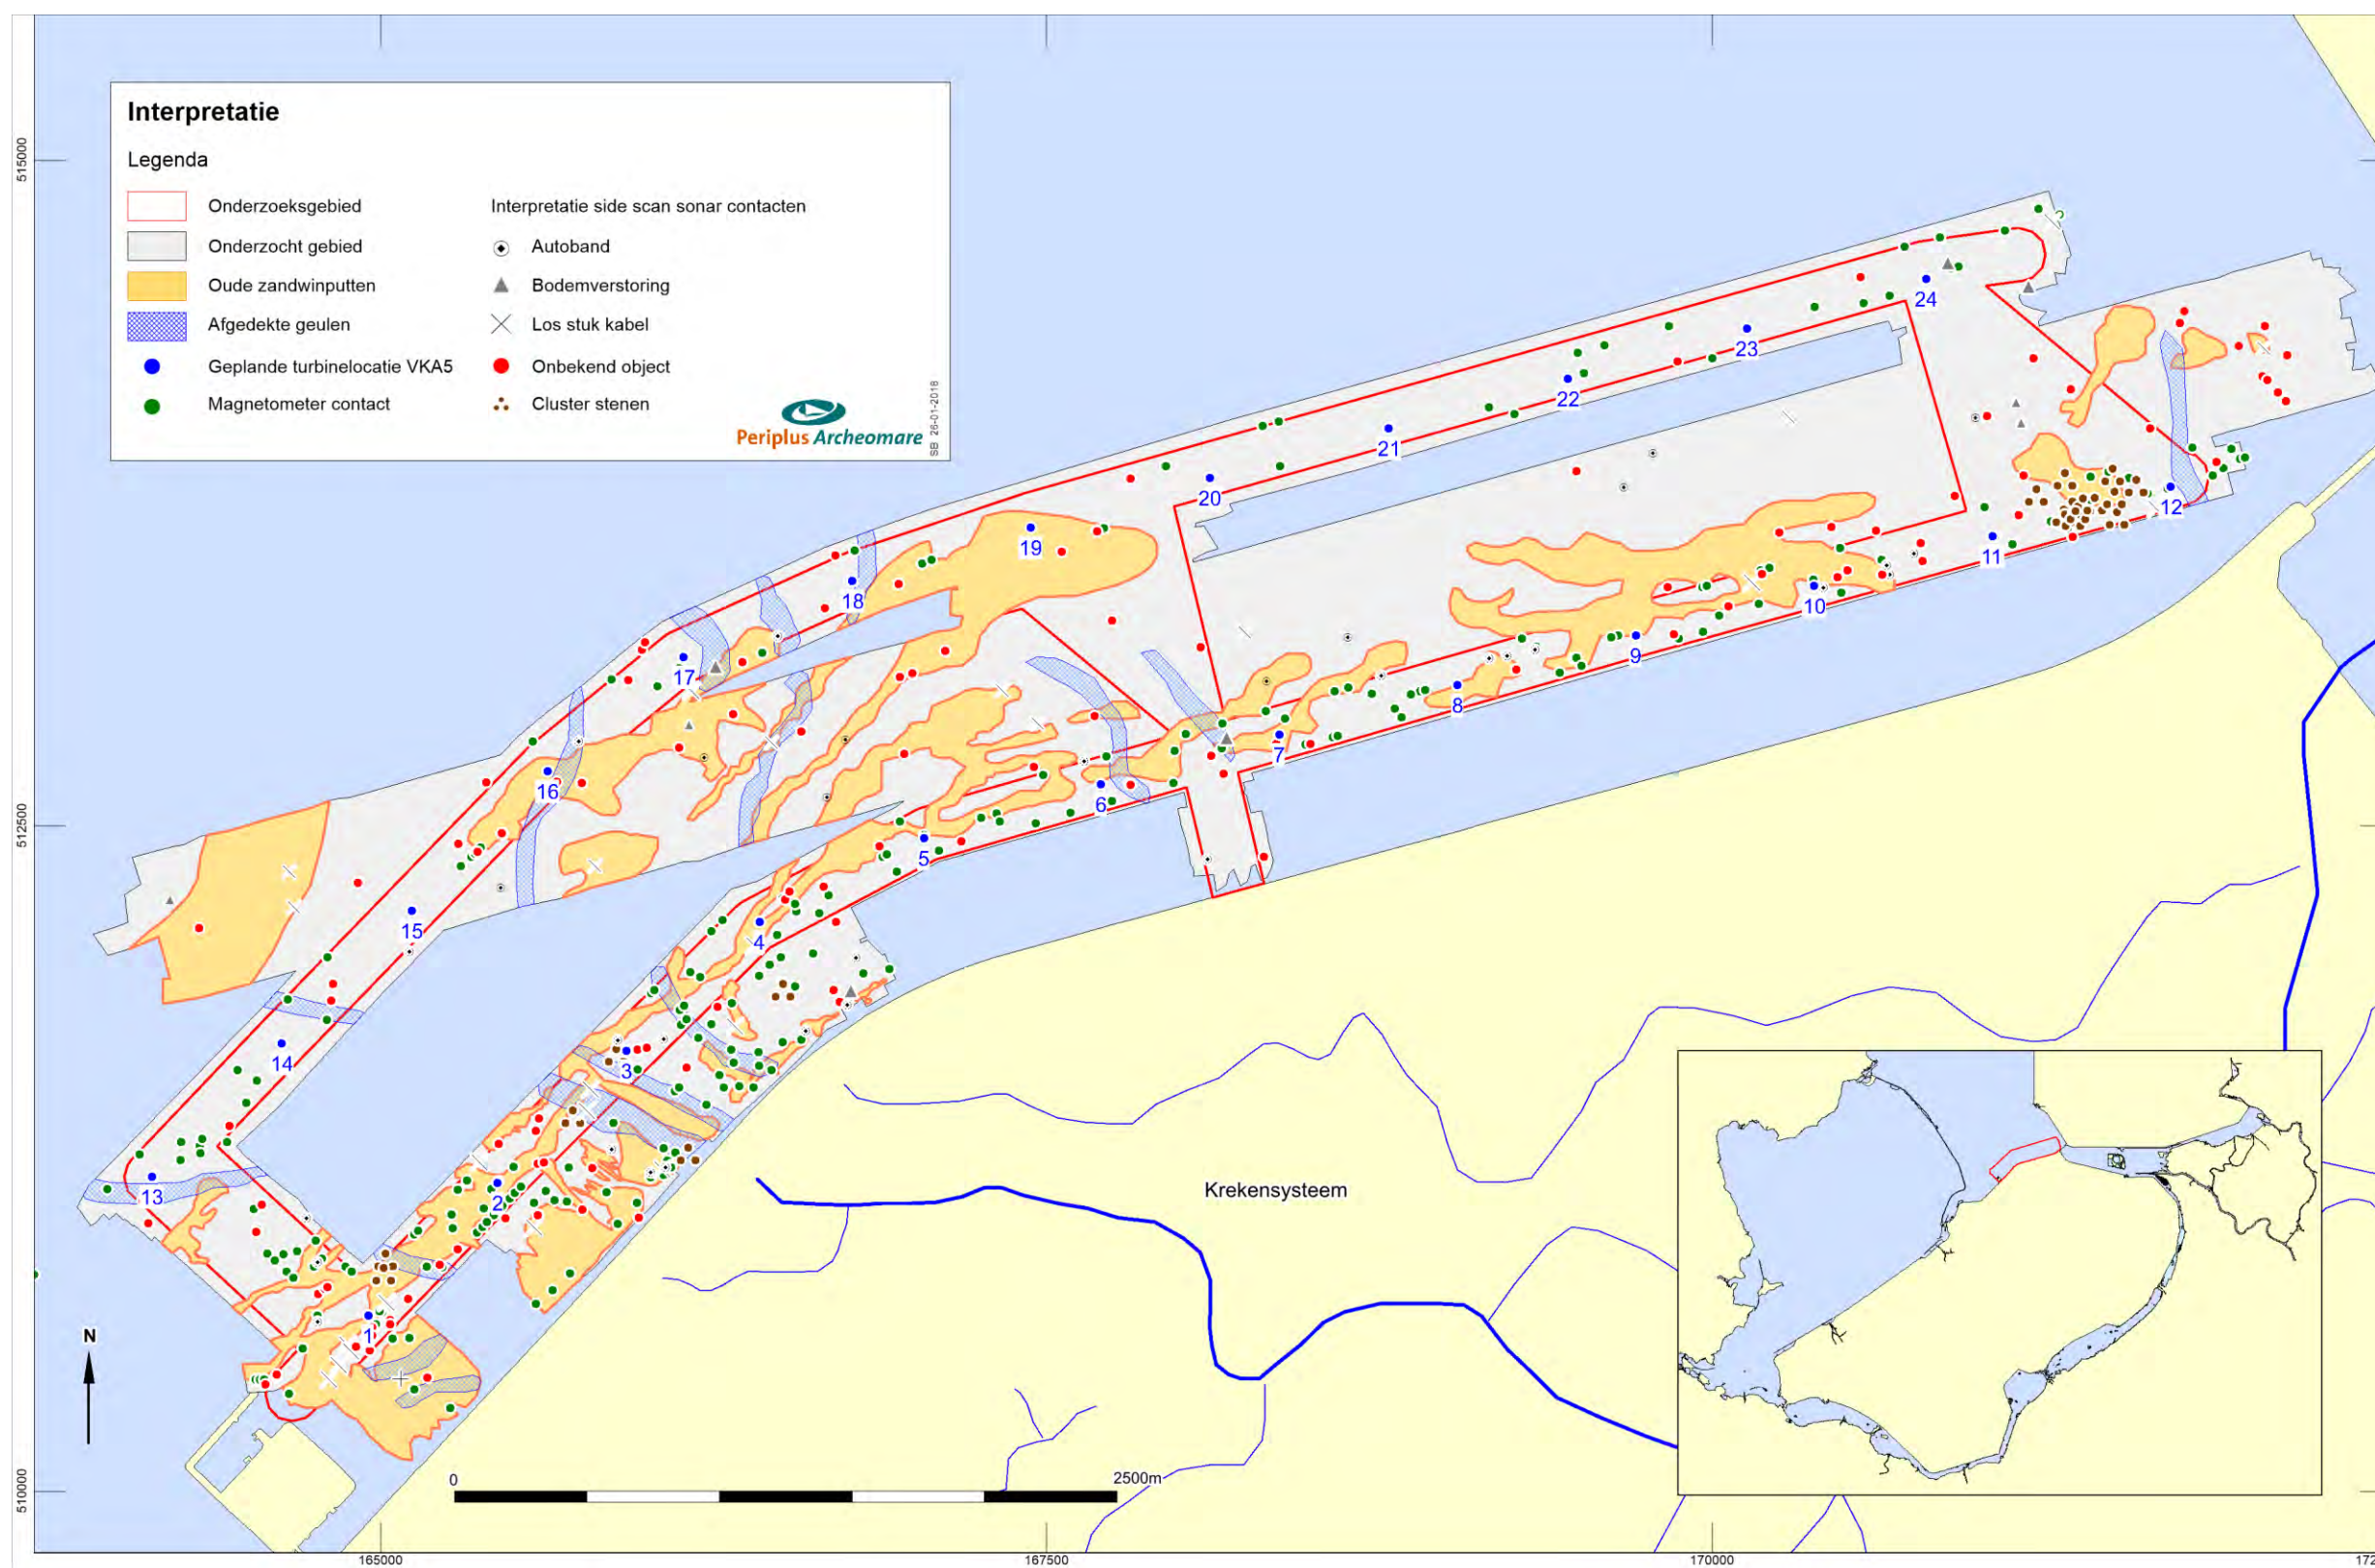 Interpretatie
Legenda
Onderzoeksgebied
Onderzocht gebied
Oude zandwinputten
Afgedekte geulen
Geplande turbinelocatie VKA5
Magnetometer contact
Interpretatie side scan sonar contacten
Autoband
Bodemverstoring
Los stuk kabel
Onbekend object
Cluster stenen
Periplus Archeomare
SB 26-01-2018
515000
512500
510000
24
23
22
21
20
19
18
17
16
15
14
13
12
11
10
9
8
7
6
5
4
3
2
1
Krekensysteem
N
0
2500m
165000
167500
170000
172